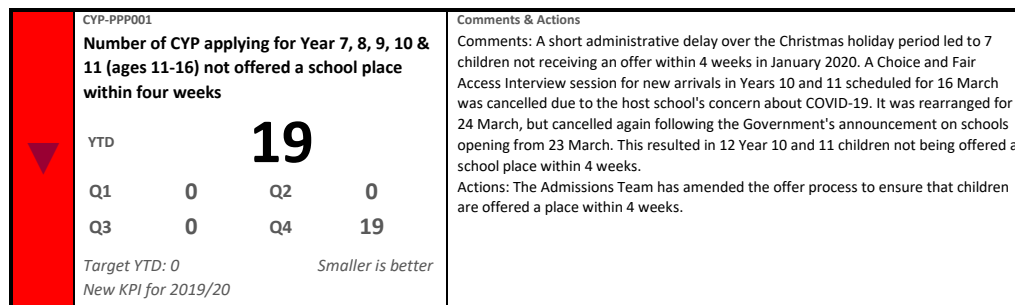 CYP-PPP001
Number of CYP applying for Year 7, 8, 9, 10 &
11 (ages 11-16) not offered a school place
within four weeks
YTD 19
Q1 0 Q2 0
Q3 0 Q4 19
Target YTD: 0 Smaller is better
New KPI for 2019/20
Comments & Actions
Comments: A short administrative delay over the Christmas holiday period led to 7
children not receiving an offer within 4 weeks in January 2020. A Choice and Fair
Access Interview session for new arrivals in Years 10 and 11 scheduled for 16 March
was cancelled due to the host school's concern about COVID-19. It was rearranged for
24 March, but cancelled again following the Government's announcement on schools
opening from 23 March. This resulted in 12 Year 10 and 11 children not being offered a
school place within 4 weeks.
Actions: The Admissions Team has amended the offer process to ensure that children
are offered a place within 4 weeks.